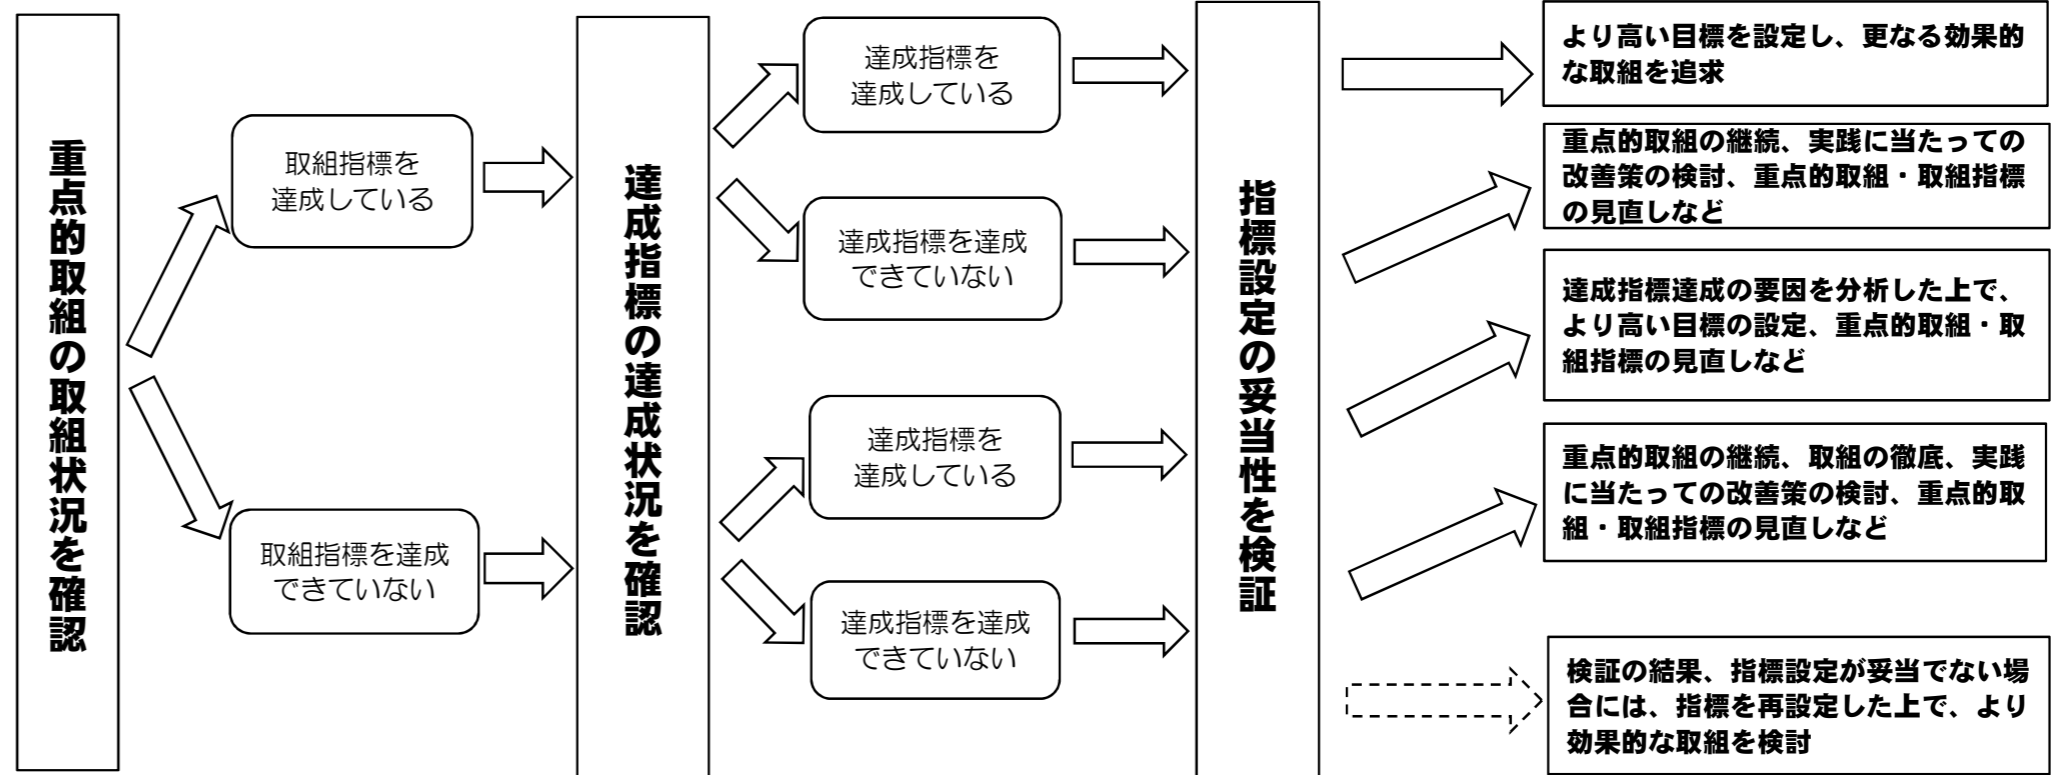 重点的取組の取組状況を確認
取組指標を
達成している
取組指標を達成
できていない
達成指標の達成状況を確認
達成指標を
達成している
達成指標を達成
できていない
達成指標を
達成している
達成指標を達成
できていない
指標設定の妥当性を検証
より高い目標を設定し、更なる効果的
な取組を追求
重点的取組の継続、実践に当たっての
改善策の検討、重点的取組・取組指標
の見直しなど
達成指標達成の要因を分析した上で、
より高い目標の設定、重点的取組・取
組指標の見直しなど
重点的取組の継続、取組の徹底、実践
に当たっての改善策の検討、重点的取
組・取組指標の見直しなど
検証の結果、指標設定が妥当でない場
合には、指標を再設定した上で、より
効果的な取組を検討